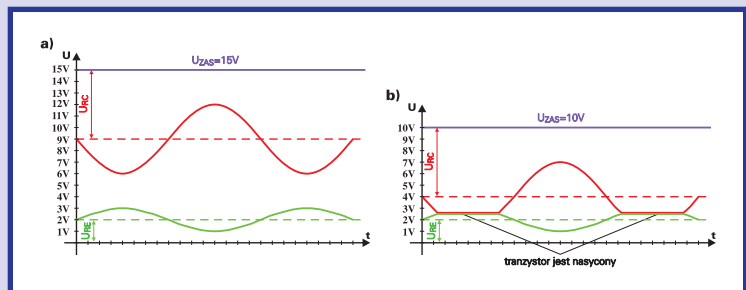 a)
U
UZAS=15V
15V
14V
13V
12V
11V
10V
9V
8V
7V
6V
5V
4V
3V
2V
1V
URC
URE
t
b)
U
UZAS=10V
10V
9V
8V
7V
6V
5V
4V
3V
2V
1V
URC
URE
t
tranzystor jest nasycony